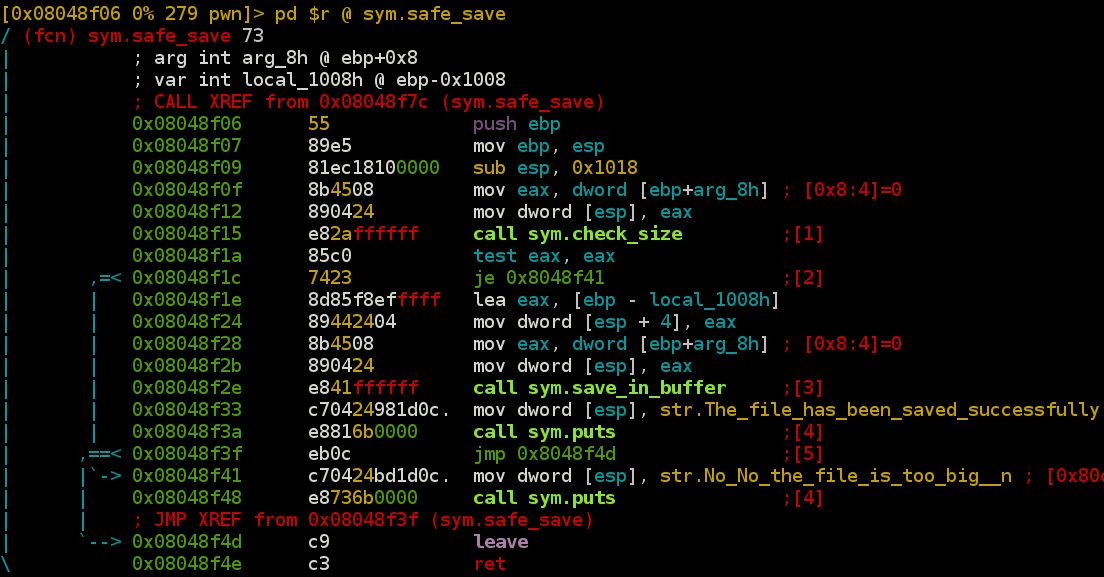 [0x08048f06 0% 279 pwn]> pd $r @ sym.safe_save
/ (fcn) sym.safe_save 73
|           ; arg int arg_8h @ ebp+0x8
|           ; var int local_1008h @ ebp-0x1008
|           ; CALL XREF from 0x08048f7c (sym.safe_save)
|           0x08048f06      55             push ebp
|           0x08048f07      89e5           mov ebp, esp
|           0x08048f09      81ec18100000   sub esp, 0x1018
|           0x08048f0f      8b4508         mov eax, dword [ebp+arg_8h] ; [0x8:4]=0
|           0x08048f12      890424         mov dword [esp], eax
|           0x08048f15      e82affffff     call sym.check_size         ;[1]
|           0x08048f1a      85c0           test eax, eax
|       ,=< 0x08048f1c      7423           je 0x8048f41                ;[2]
|       |   0x08048f1e      8d85f8efffff   lea eax, [ebp - local_1008h]
|       |   0x08048f24      89442404       mov dword [esp + 4], eax
|       |   0x08048f28      8b4508         mov eax, dword [ebp+arg_8h] ; [0x8:4]=0
|       |   0x08048f2b      890424         mov dword [esp], eax
|       |   0x08048f2e      e841ffffff     call sym.save_in_buffer     ;[3]
|       |   0x08048f33      c70424981d0c.  mov dword [esp], str.The_file_has_been_saved_successfully
|       |   0x08048f3a      e8816b0000     call sym.puts               ;[4]
|      ,==< 0x08048f3f      eb0c           jmp 0x8048f4d               ;[5]
|      |`-> 0x08048f41      c70424bd1d0c.  mov dword [esp], str.No_No_the_file_is_too_big__n ; [0x80
|      |    0x08048f48      e8736b0000     call sym.puts               ;[4]
|      |    ; JMP XREF from 0x08048f3f (sym.safe_save)
|      `--> 0x08048f4d      c9             leave
\           0x08048f4e      c3             ret